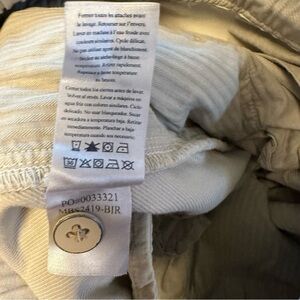 Fermer toutes les attaches avant
le lavage. Retourner sur l'envers.
Laver en machine à l'eau froide avec
couleurs similaires. Cycle délicat.
Ne pas utiliser agent de blanchiment.
Sécher au sèche-linge à basse
température. Retirer rapidement.
Repasser à basse température
au besoin.
Cerrar todos los cierres antes de lavar.
Volver al revés. Lavar a máquina en
agua fría con colores similares. Ciclo
delicado. No usar blanqueador. Secar
en secadora a baja temperatura. Retirar
inmediatamente. Planchar a baja
temperatura cuando sea necesario.
PO#0033321
MBS2419-BIR